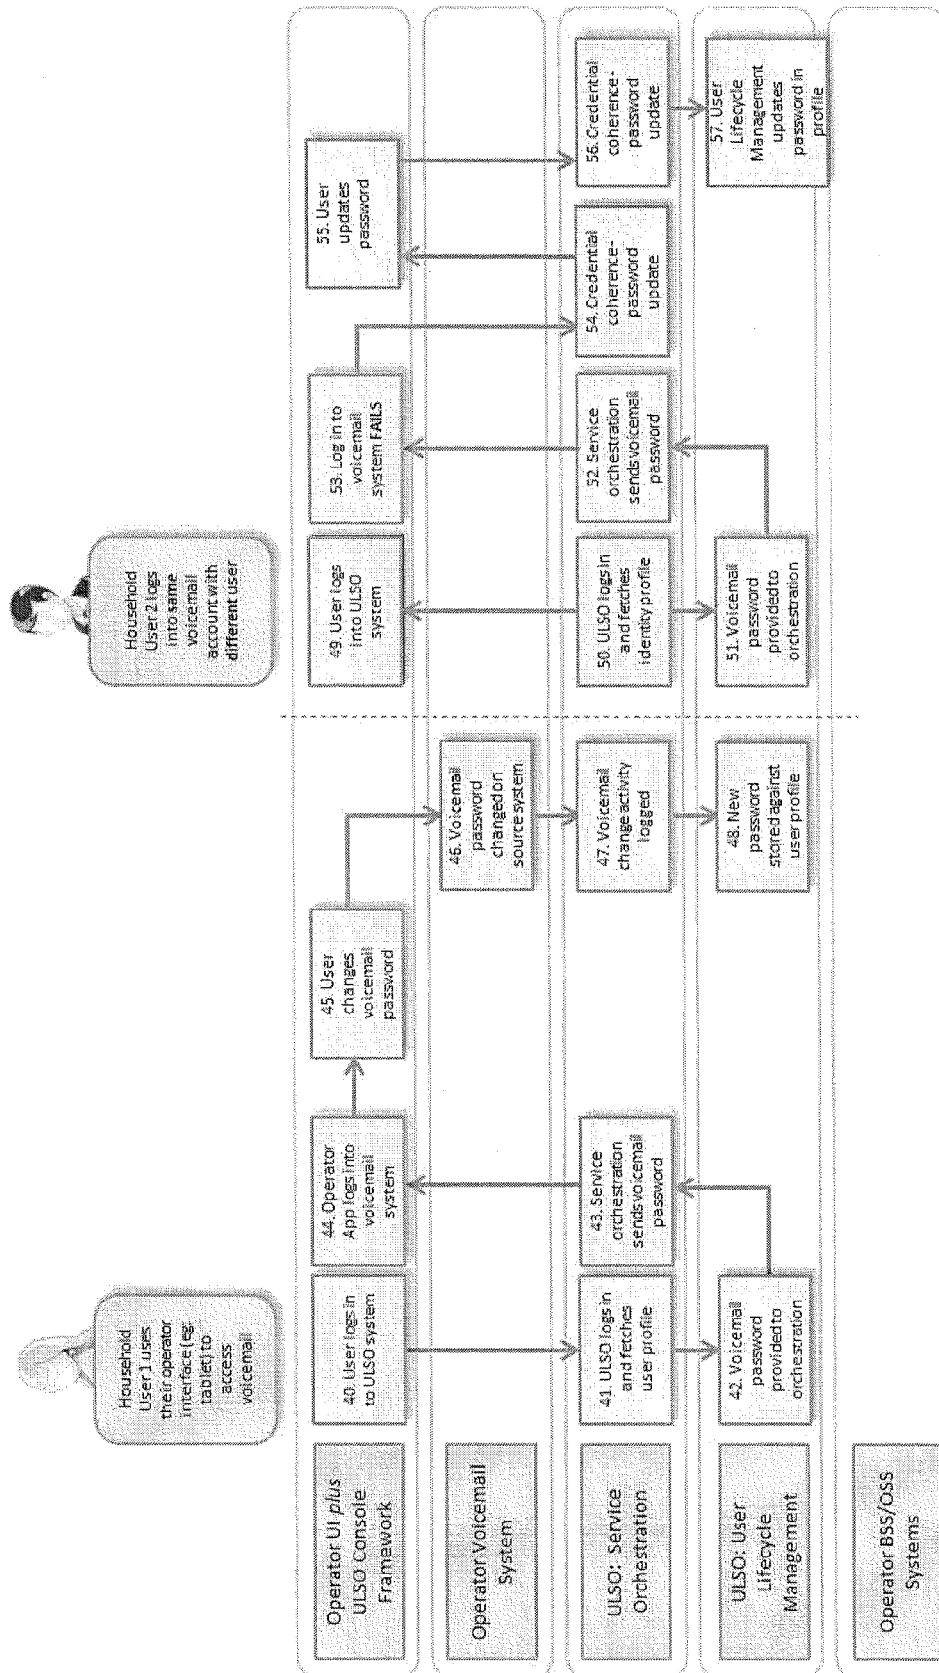 Household
User 1 uses
their operator
interface (eg:
tablet) to
access
voicemail
Household
User 2 logs
into same
voicemail
account with
different user
Operator UI plus
ULSO Console
Framework
40. User logs in
to ULSO system
44. Operator
App logs into
voicemail
system
45. User
changes
voicemail
password
49. User logs
into ULSO
system
53. Log in to
voicemail
system FAILS
55. User
updates
password
Operator Voicemail
System
46. Voicemail
password
changed on
source system
ULSO: Service
Orchestration
41. ULSO logs in
and fetches
user profile
43. Service
orchestration
sends voicemail
password
47. Voicemail
change activity
logged
50. ULSO logs in
and fetches
identity profile
52. Service
orchestration
sends voicemail
password
54. Credential
coherence-
password
update
56. Credential
coherence-
password
update
ULSO: User
Lifecycle
Management
42. Voicemail
password
provided to
orchestration
48. New
password
stored against
user profile
51. Voicemail
password
provided to
orchestration
57. User
Lifecycle
Management
updates
password in
profile
Operator BSS/OSS
Systems